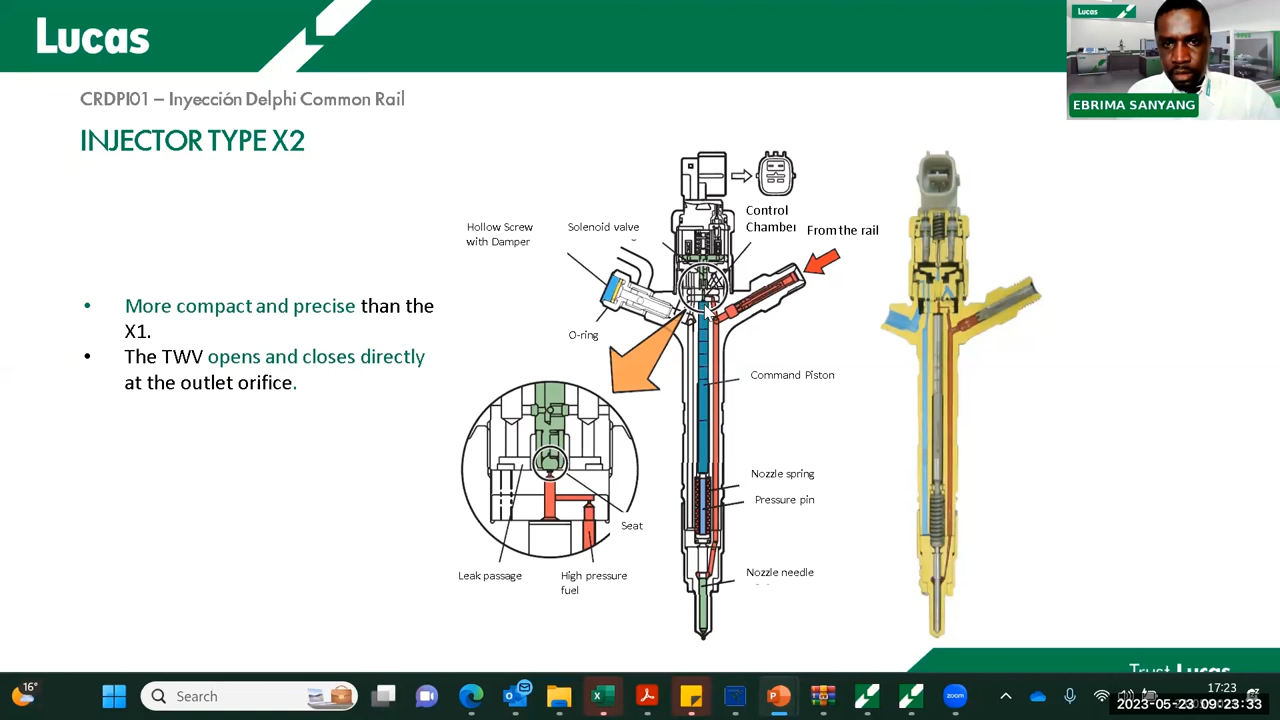 Lucas
Lucas
EBRIMA SANYANG
CRDPI01 – Inyección Delphi Common Rail
INJECTOR TYPE X2
• More compact and precise than the
X1.
• The TWV opens and closes directly
at the outlet orifice.
Hollow Screw
with Damper
Solenoid valve
Control
Chamber
From the rail
O-ring
Command Piston
Nozzle spring
Pressure pin
Seat
Leak passage
High pressure
fuel
Nozzle needle
Trust Lucas
16°
Search
zoom
17:23
2023-05-23 09:23:33